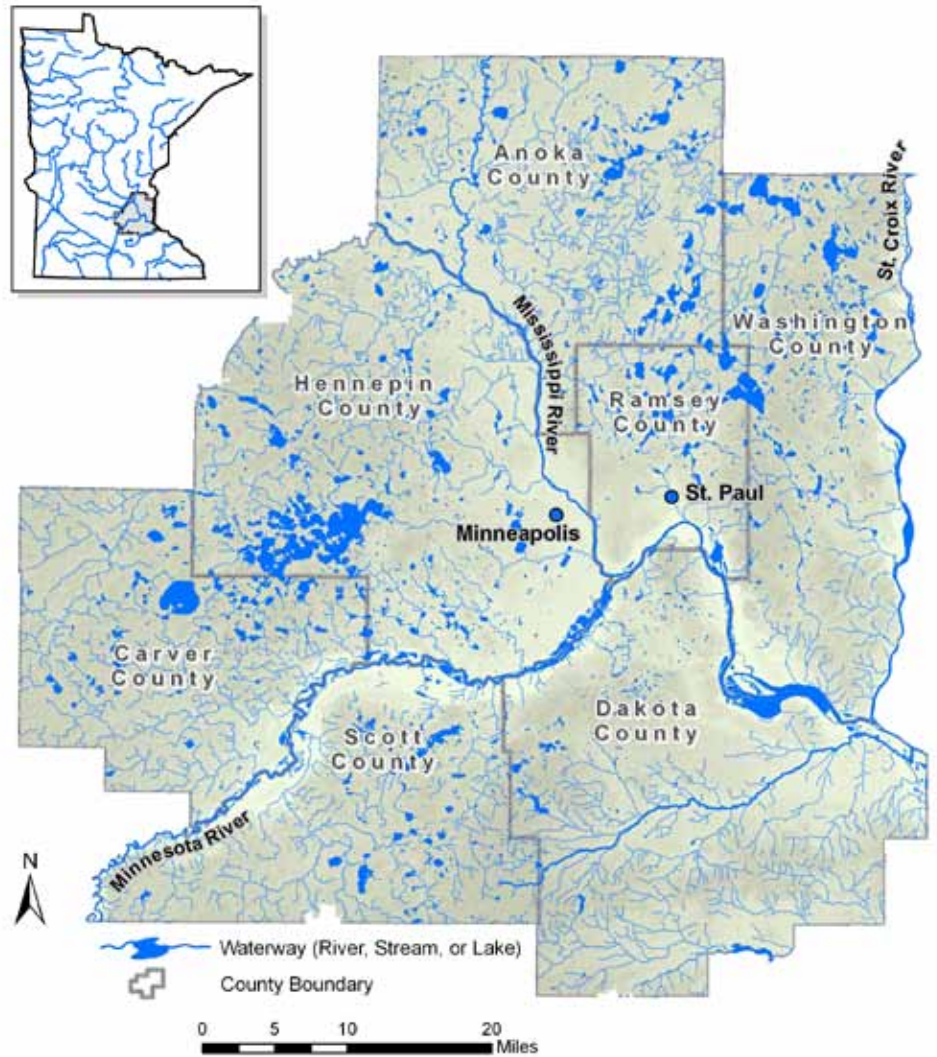 Anoka
County
St. Croix River
Mississippi River
Washington
County
Hennepin
County
Ramsey
County
St. Paul
Minneapolis
Carver
County
Dakota
County
Scott
County
Minnesota River
N
Waterway (River, Stream, or Lake)
County Boundary
0 5 10 20
Miles